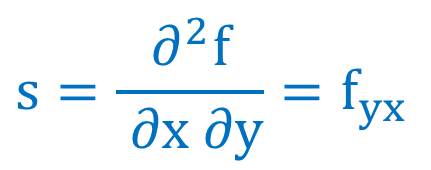 s = ∂²f / ∂x ∂y = f_yx